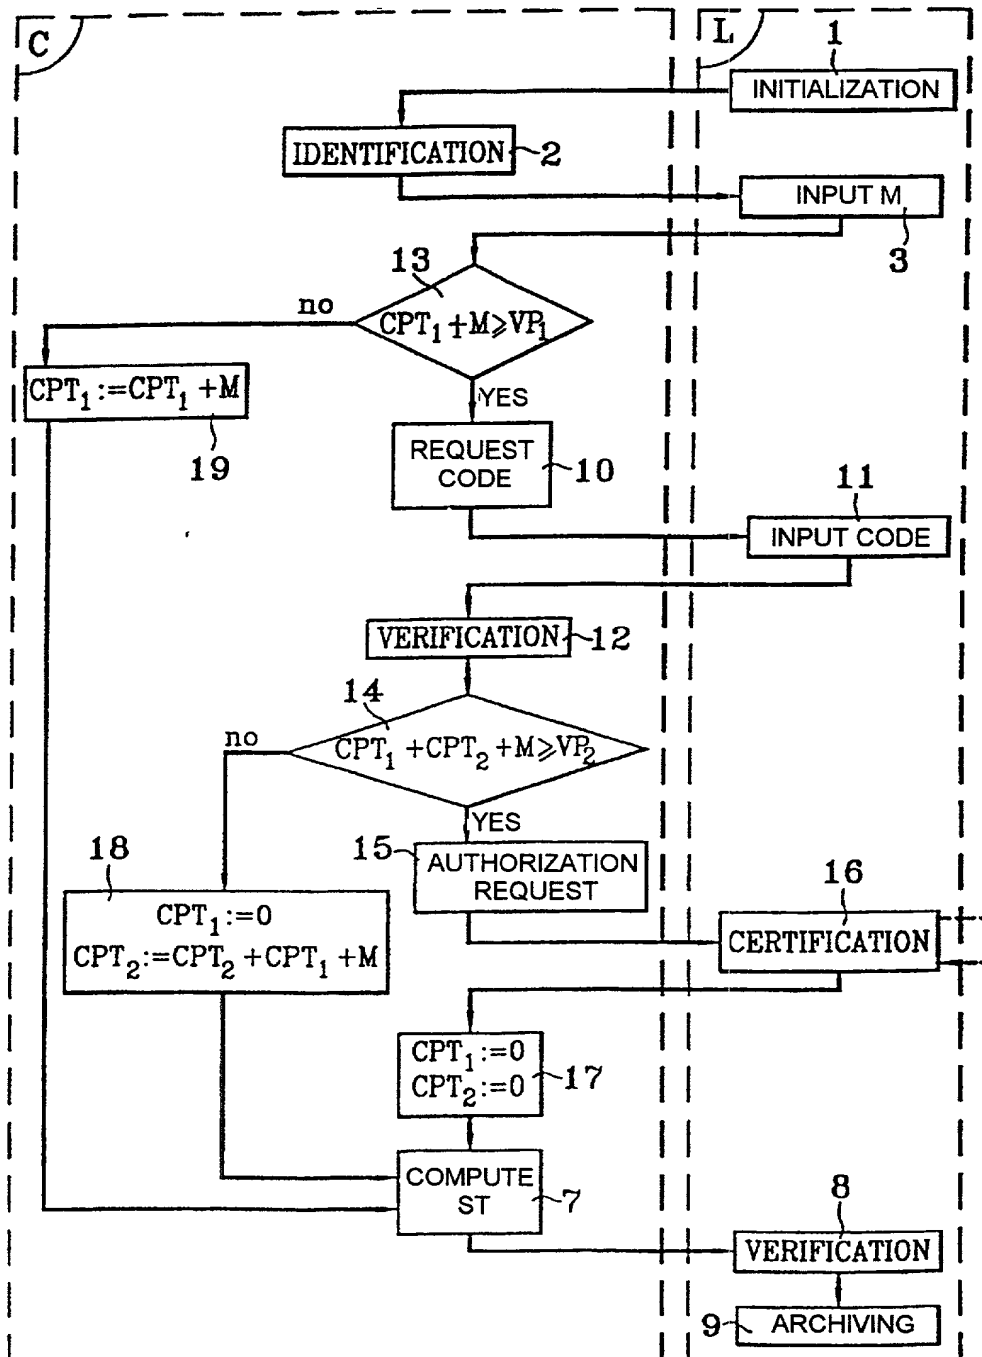 C
L
1
INITIALIZATION
IDENTIFICATION
2
INPUT M
3
13
no
CPT₁+M⩾VP₁
CPT₁:=CPT₁+M
19
YES
REQUEST
CODE
10
11
INPUT CODE
VERIFICATION
12
14
no
CPT₁+CPT₂+M⩾VP₂
YES
18
CPT₁:=0
CPT₂:=CPT₂+CPT₁+M
15
AUTHORIZATION
REQUEST
16
CERTIFICATION
CPT₁:=0
CPT₂:=0
17
COMPUTE
ST
7
8
VERIFICATION
9
ARCHIVING